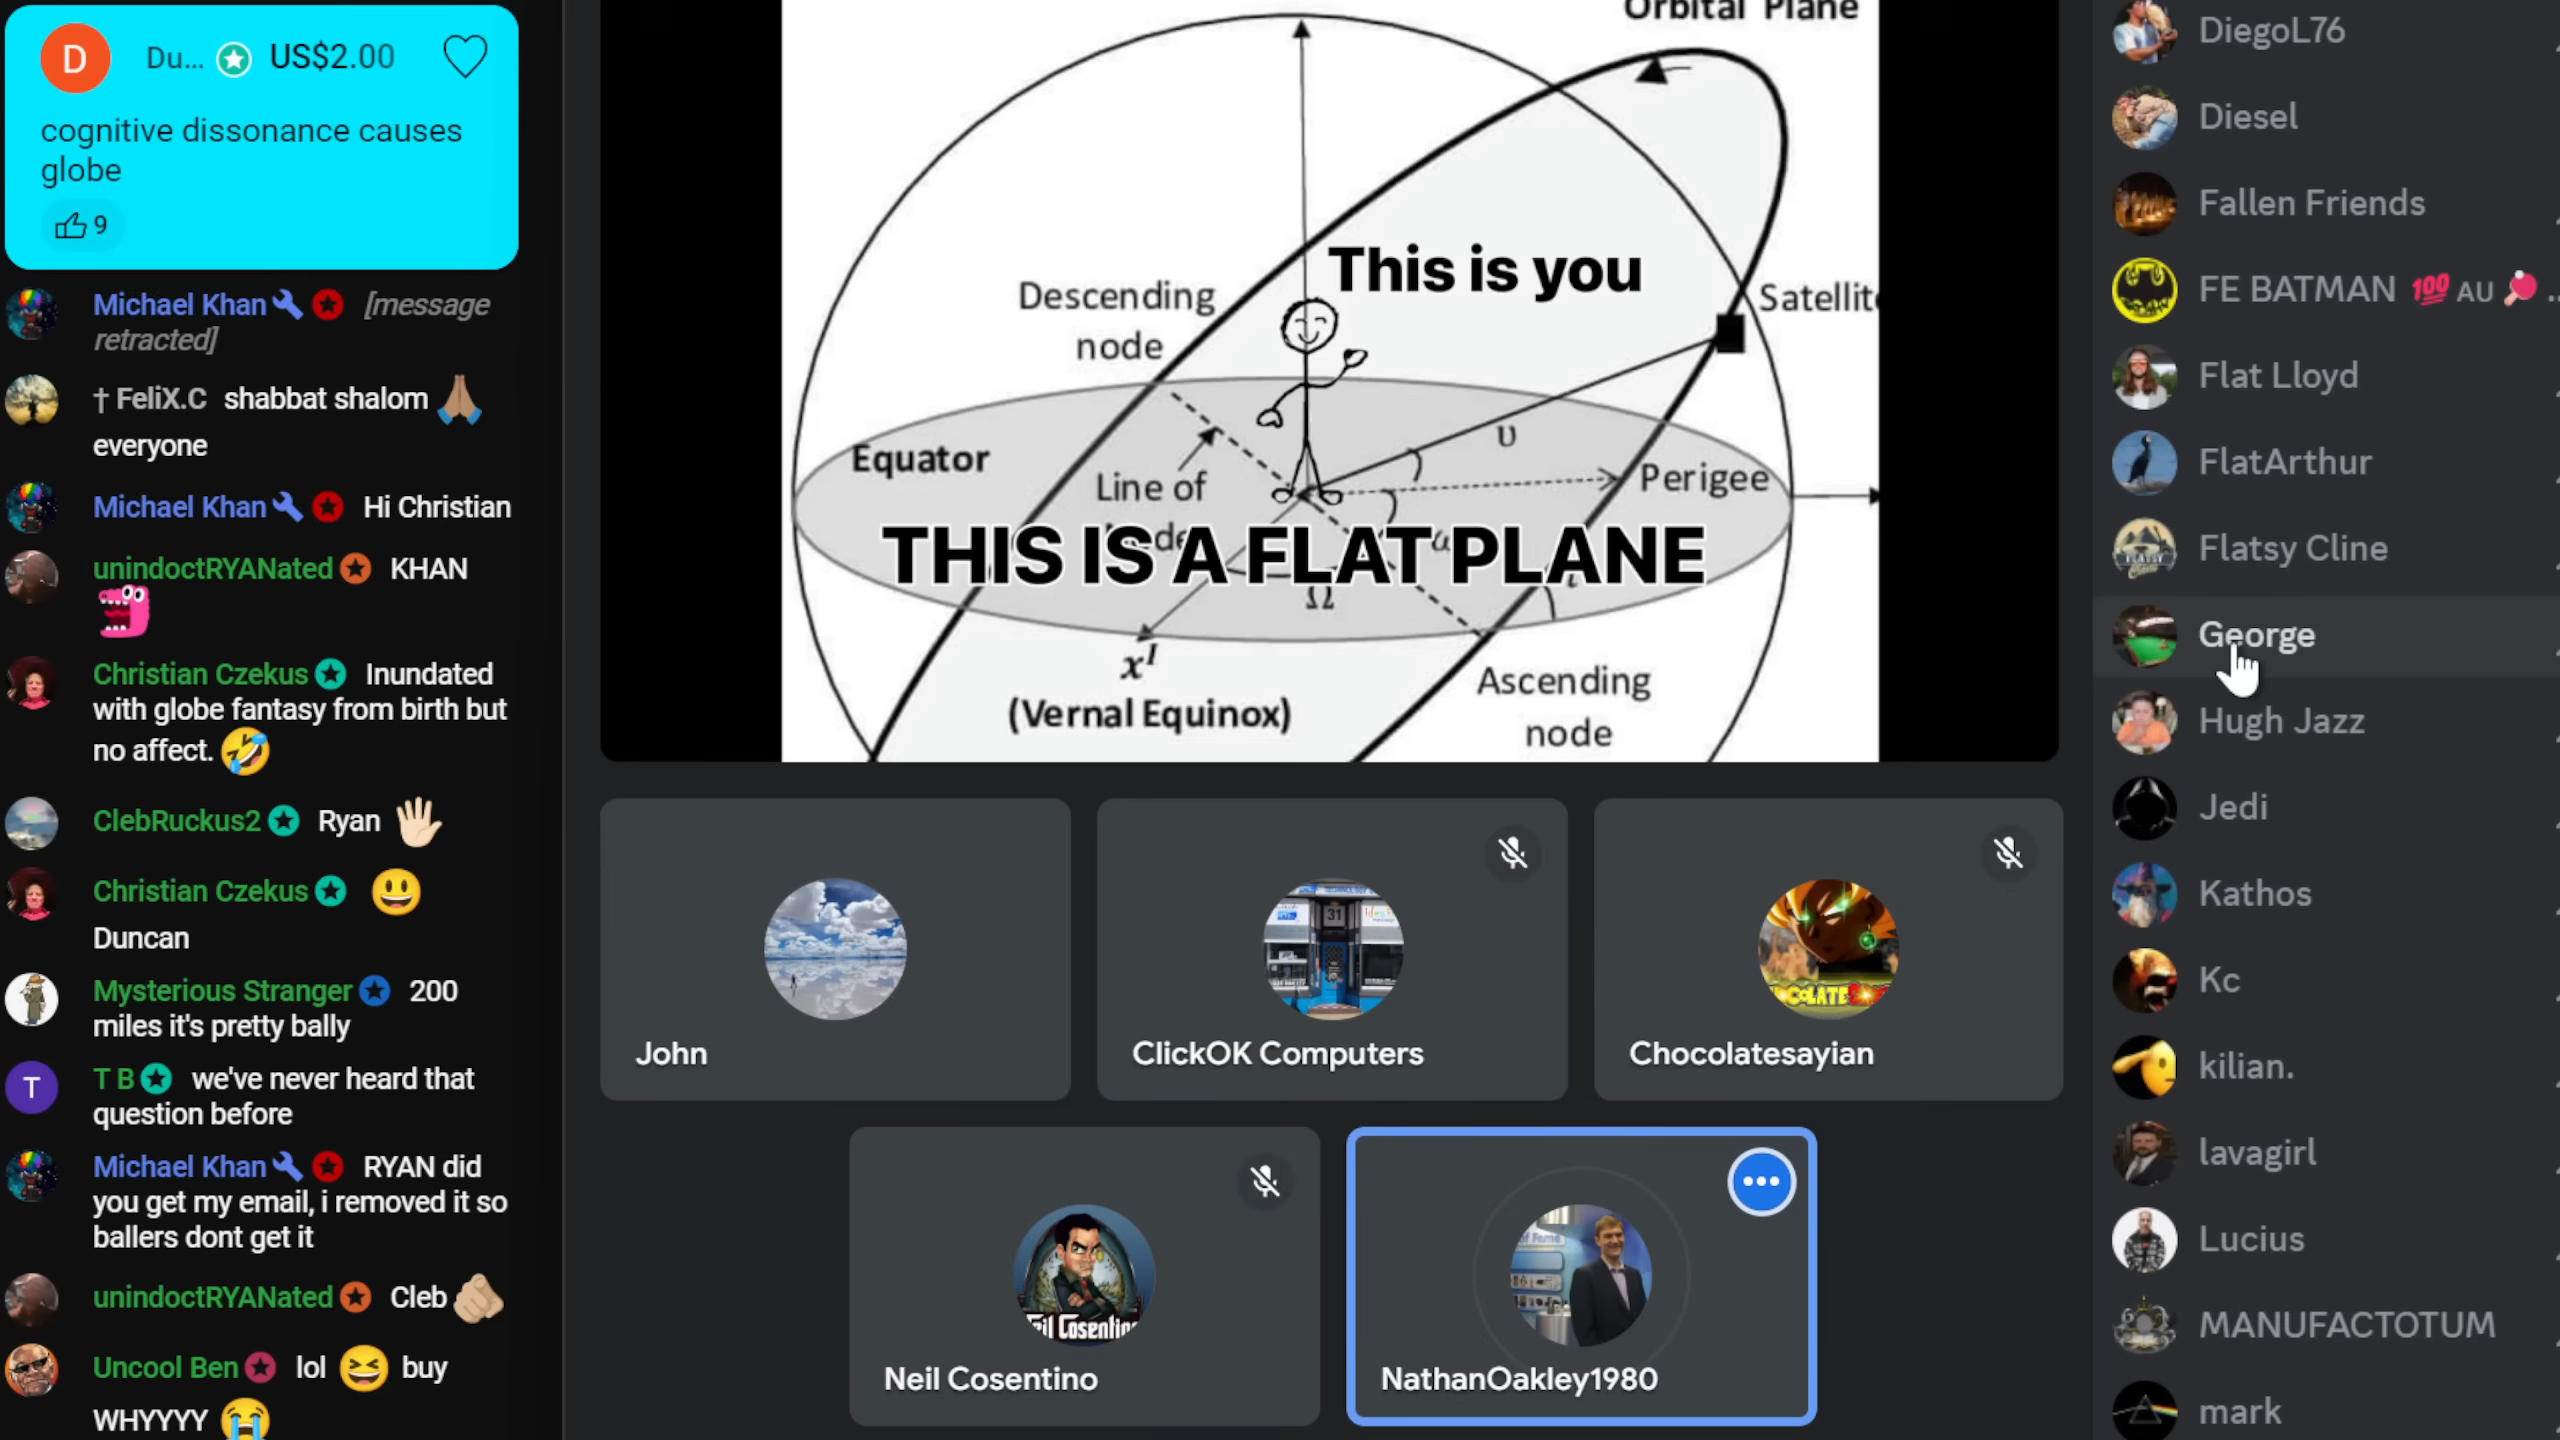 D
Du... US$2.00
cognitive dissonance causes
globe
9
Michael Khan [message
retracted]
† FeliX.C shabbat shalom 🙏🏽
everyone
Michael Khan Hi Christian
unindoctRYANated KHAN
Christian Czekus Inundated
with globe fantasy from birth but
no affect. 🤣
ClebRuckus2 Ryan 🖐🏻
Christian Czekus 😃
Duncan
Mysterious Stranger 200
miles it's pretty bally
T
T B we've never heard that
question before
Michael Khan RYAN did
you get my email, i removed it so
ballers dont get it
unindoctRYANated Cleb 🫵🏼
Uncool Ben lol 😆 buy
WHYYYY 😭
Orbital Plane
This is you
Descending
node
Satellite
υ
Equator
Line of
Perigee
THIS IS A FLAT PLANE
Ω
x^I
(Vernal Equinox)
Ascending
node
John
31
ClickOK Computers
Chocolatesayian
Neil Cosentino
of Fame
NathanOakley1980
DiegoL76
Diesel
Fallen Friends
FE BATMAN 💯 AU 🏓 ...
Flat Lloyd
FlatArthur
Flatsy Cline
George
Hugh Jazz
Jedi
Kathos
Kc
kilian.
lavagirl
Lucius
MANUFACTOTUM
mark